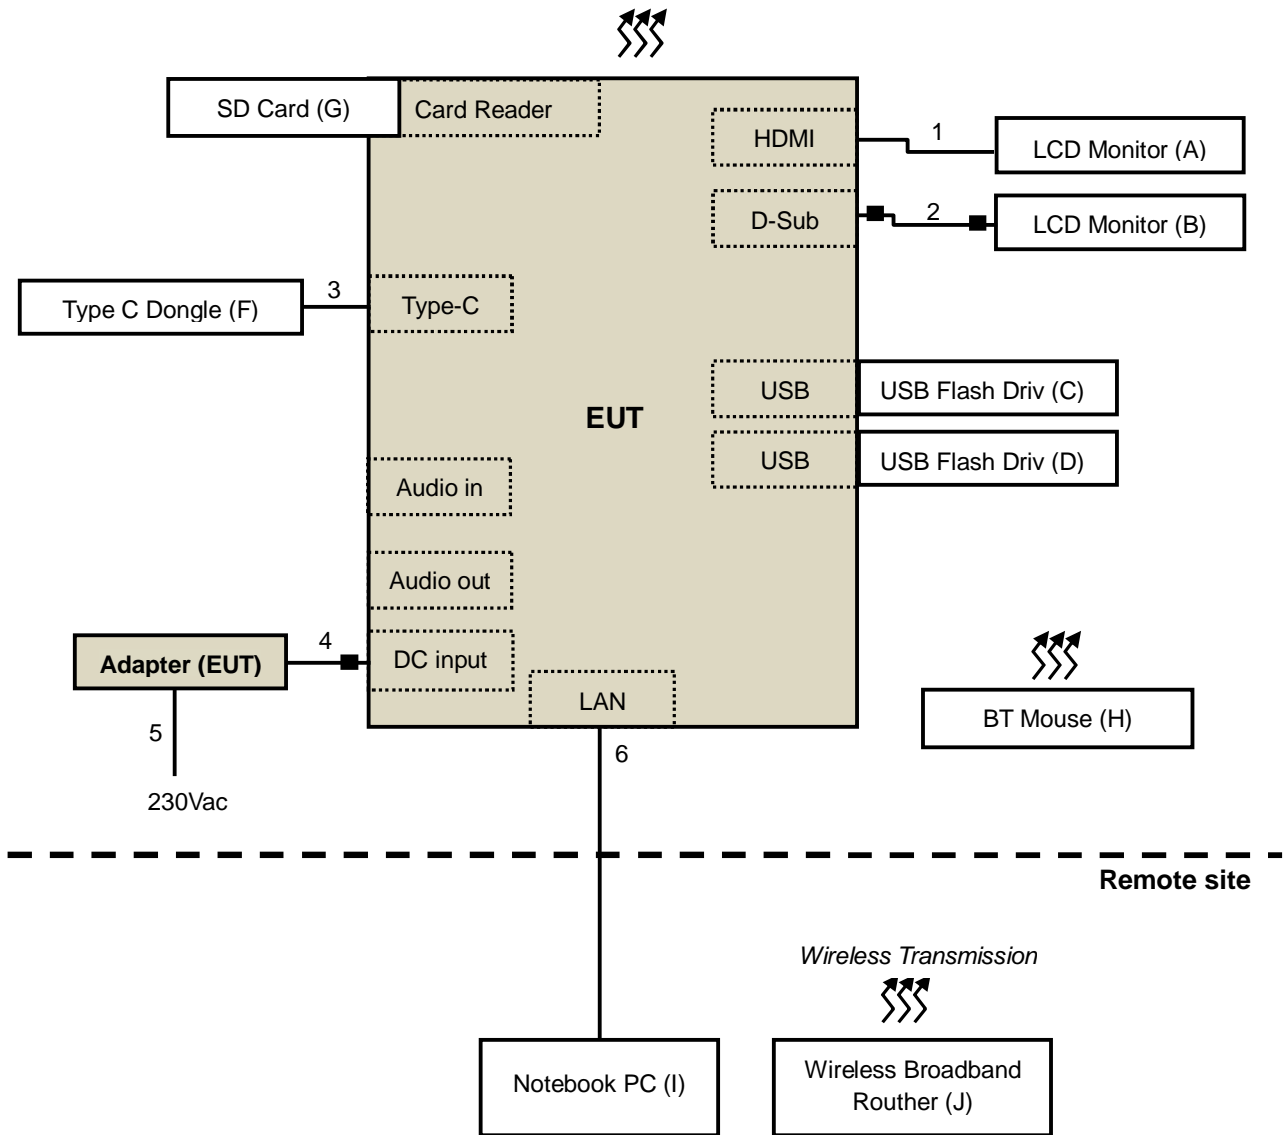 SD Card (G)
Card Reader
HDMI
1
LCD Monitor (A)
D-Sub
2
LCD Monitor (B)
Type C Dongle (F)
3
Type-C
USB
USB Flash Driv (C)
EUT
USB
USB Flash Driv (D)
Audio in
Audio out
Adapter (EUT)
4
DC input
LAN
BT Mouse (H)
5
6
230Vac
Remote site
Wireless Transmission
Notebook PC (I)
Wireless Broadband
Routher (J)